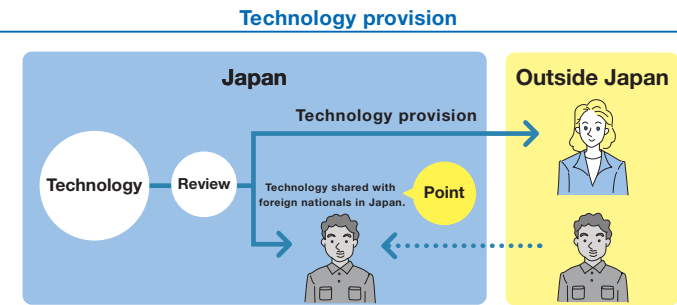 Technology provision
Japan
Outside Japan
Technology provision
Technology
Review
Technology shared with
foreign nationals in Japan.
Point